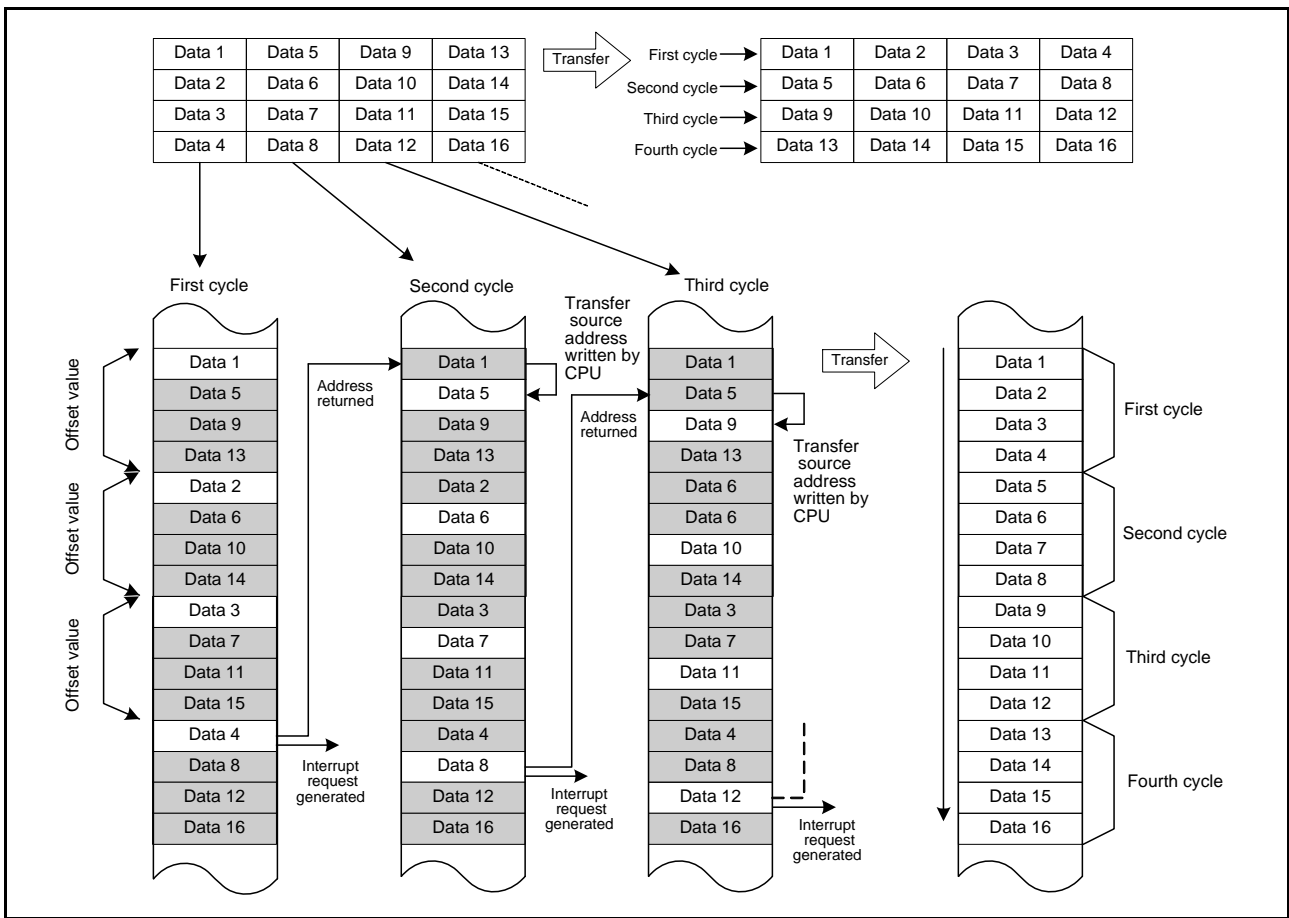 Data 1 Data 5 Data 9 Data 13
Data 2 Data 6 Data 10 Data 14
Data 3 Data 7 Data 11 Data 15
Data 4 Data 8 Data 12 Data 16
Transfer
First cycle Data 1 Data 2 Data 3 Data 4
Second cycle Data 5 Data 6 Data 7 Data 8
Third cycle Data 9 Data 10 Data 11 Data 12
Fourth cycle Data 13 Data 14 Data 15 Data 16
First cycle
Offset value
Offset value
Offset value
Data 1
Data 5
Data 9
Data 13
Data 2
Data 6
Data 10
Data 14
Data 3
Data 7
Data 11
Data 15
Data 4
Data 8
Data 12
Data 16
Address
returned
Interrupt
request
generated
Second cycle
Data 1
Data 5
Data 9
Data 13
Data 2
Data 6
Data 10
Data 14
Data 3
Data 7
Data 11
Data 15
Data 4
Data 8
Data 12
Data 16
Transfer
source
address
written by
CPU
Address
returned
Interrupt
request
generated
Third cycle
Data 1
Data 5
Data 9
Data 13
Data 6
Data 6
Data 10
Data 14
Data 3
Data 7
Data 11
Data 15
Data 4
Data 8
Data 12
Data 16
Transfer
source
address
written by
CPU
Interrupt
request
generated
Transfer
Data 1
Data 2
Data 3
Data 4
Data 5
Data 6
Data 7
Data 8
Data 9
Data 10
Data 11
Data 12
Data 13
Data 14
Data 15
Data 16
First cycle
Second cycle
Third cycle
Fourth cycle